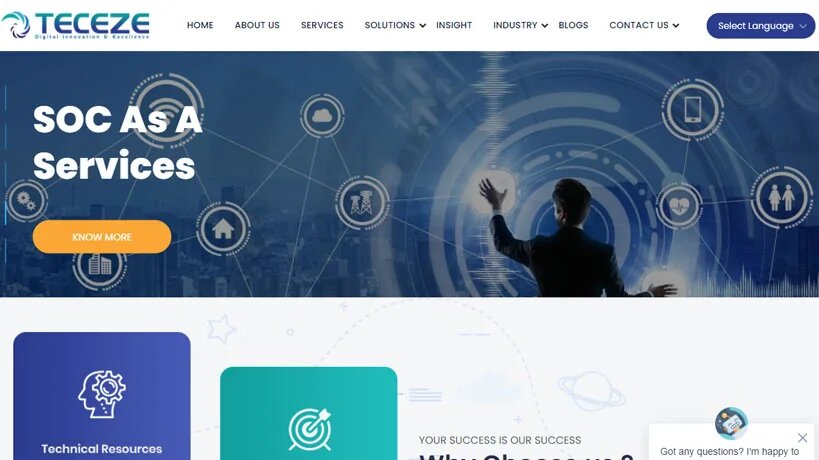 TECEZE
Digital Innovation & Excellence
HOME ABOUT US SERVICES SOLUTIONS INSIGHT INDUSTRY BLOGS CONTACT US Select Language
SOC As A
Services
KNOW MORE
Technical Resources
YOUR SUCCESS IS OUR SUCCESS
Why Choose us ?
Got any questions? I'm happy to